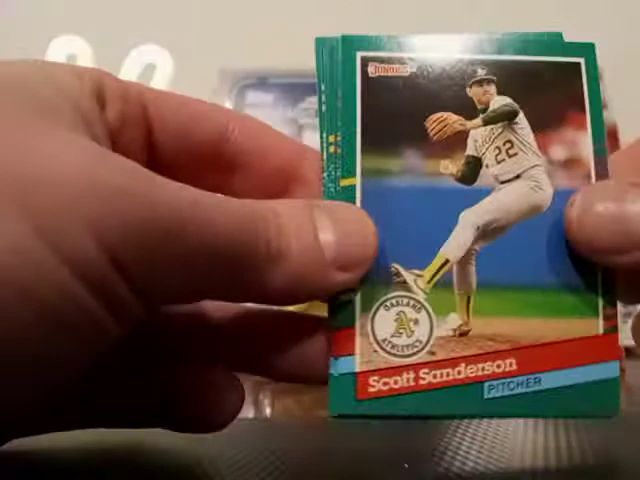 DONRUSS
22
OAKLAND
A's
ATHLETICS
Scott Sanderson
PITCHER